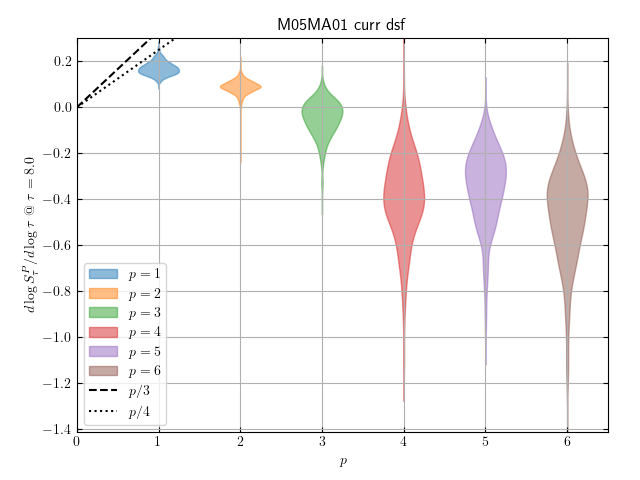 M05MA01 curr dsf
0.2
0.0
−0.2
−0.4
−0.6
−0.8
−1.0
−1.2
−1.4
d log S_τ^P / d log τ @ τ = 8.0
p = 1
p = 2
p = 3
p = 4
p = 5
p = 6
p/3
p/4
0 1 2 3 4 5 6
p